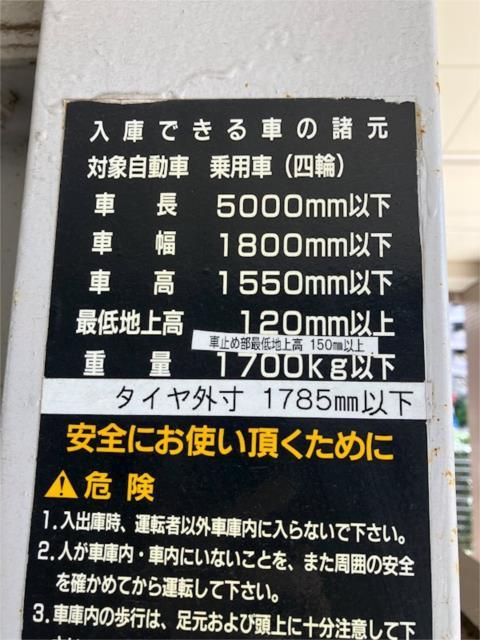 入庫できる車の諸元
対象自動車 乗用車（四輪）
車長 5000mm以下
車幅 1800mm以下
車高 1550mm以下
最低地上高 120mm以上
車止め部最低地上高 150mm以上
重量 1700kg以下
タイヤ外寸 1785mm以下
安全にお使い頂くために
危険
1.入出庫時、運転者以外車庫内に入らないで下さい。
2.人が車庫内・車内にいないことを、また周囲の安全
を確かめてから運転して下さい。
3.車庫内の歩行は、足元および頭上に十分注意して下